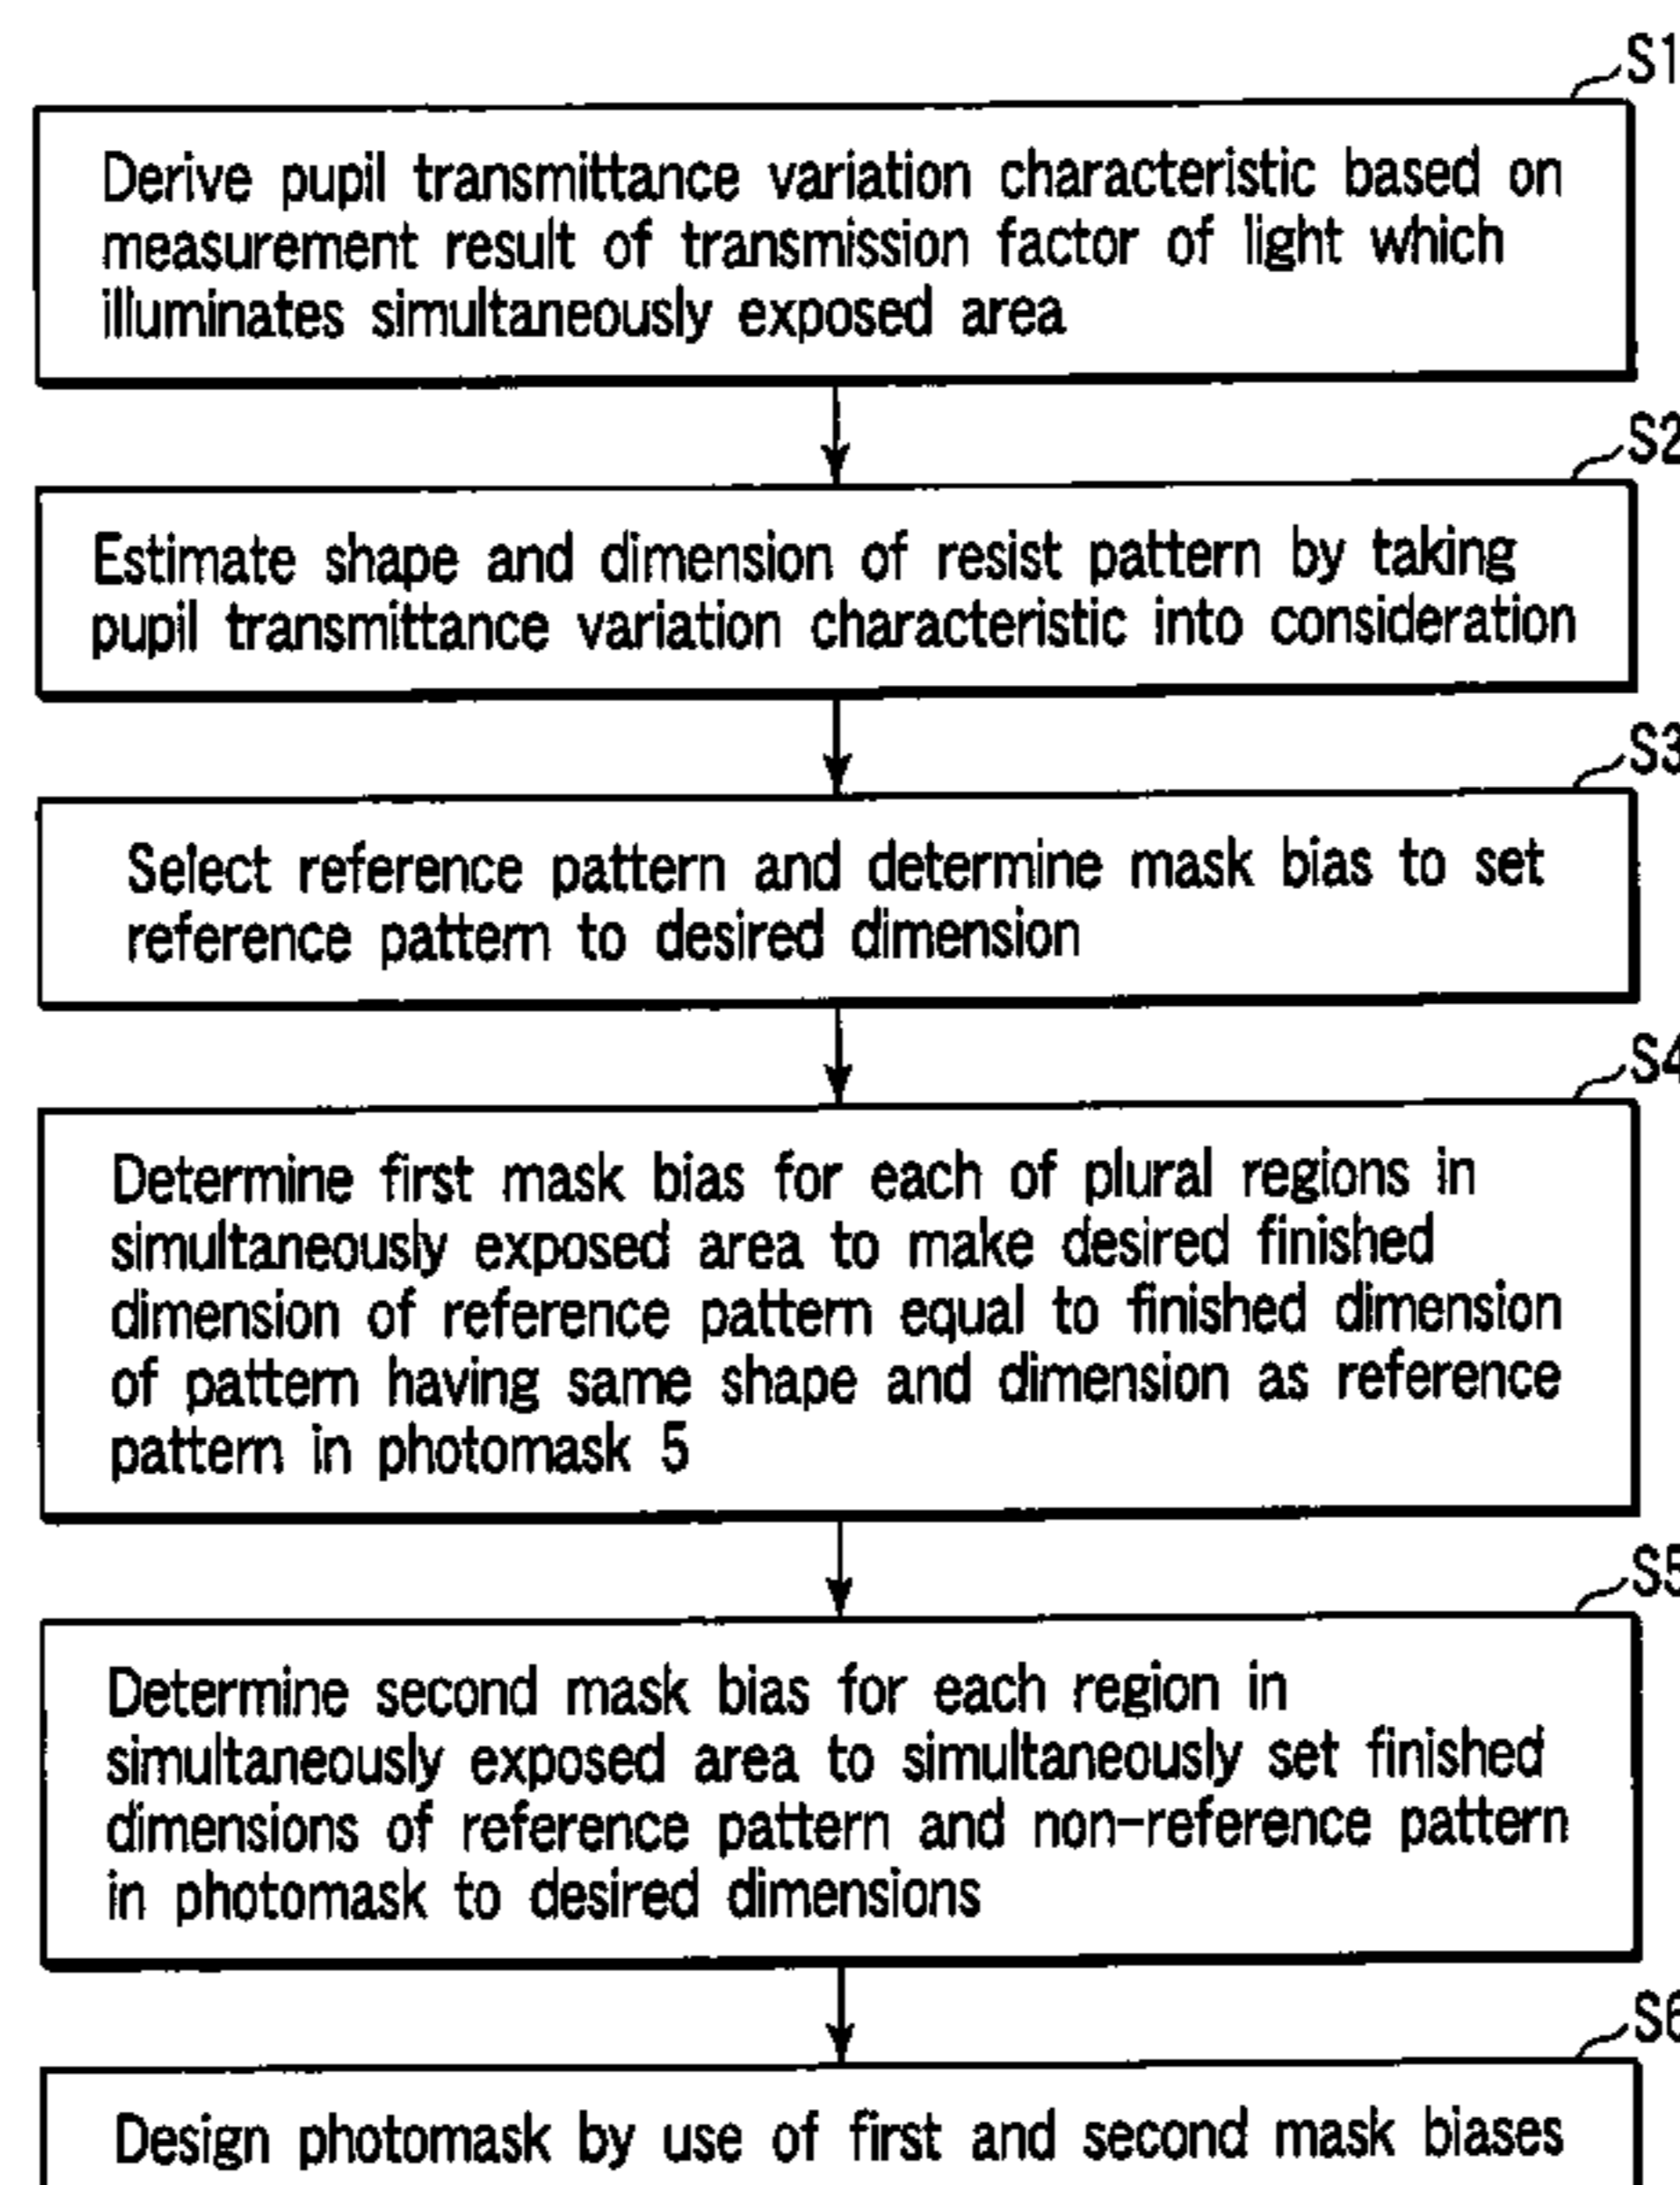 S1
Derive pupil transmittance variation characteristic based on
measurement result of transmission factor of light which
illuminates simultaneously exposed area
S2
Estimate shape and dimension of resist pattern by taking
pupil transmittance variation characteristic into consideration
S3
Select reference pattern and determine mask bias to set
reference pattern to desired dimension
S4
Determine first mask bias for each of plural regions in
simultaneously exposed area to make desired finished
dimension of reference pattern equal to finished dimension
of pattern having same shape and dimension as reference
pattern in photomask 5
S5
Determine second mask bias for each region in
simultaneously exposed area to simultaneously set finished
dimensions of reference pattern and non-reference pattern
in photomask to desired dimensions
S6
Design photomask by use of first and second mask biases